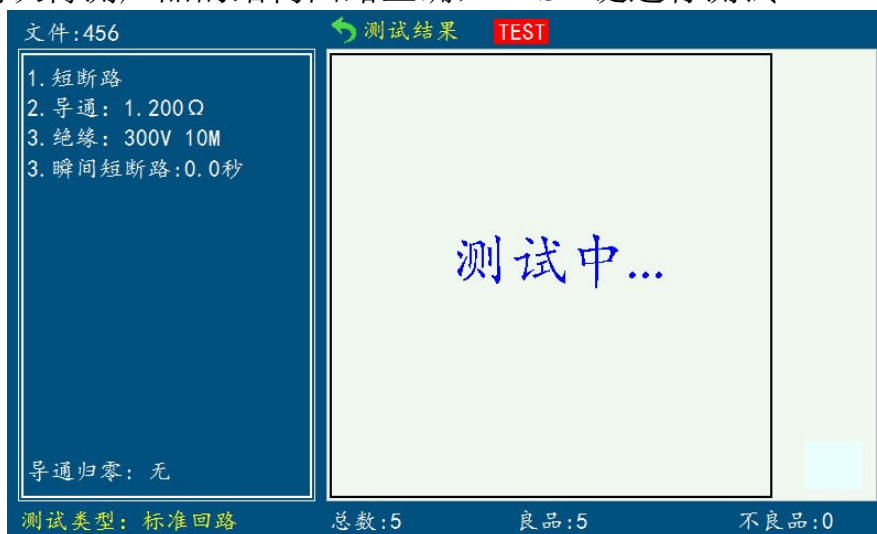 文件:456
测试结果 TEST
1.短断路
2.导通: 1.200Ω
3.绝缘: 300V 10M
3.瞬间短断路:0.0秒
测试中...
导通归零: 无
测试类型: 标准回路
总数:5 良品:5 不良品:0